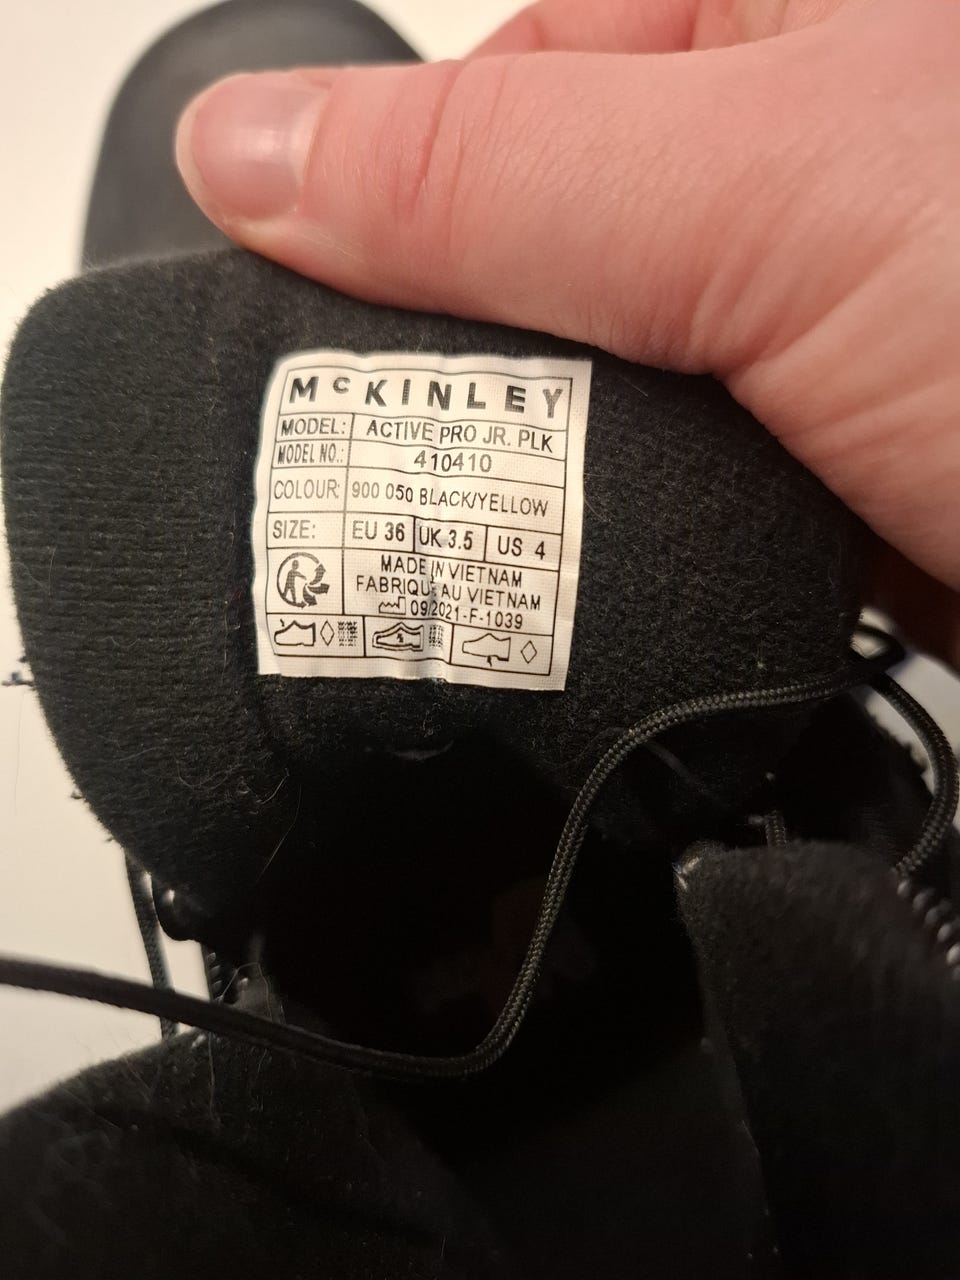 McKINLEY
MODEL: ACTIVE PRO JR. PLK
MODEL NO.: 410410
COLOUR: 900 050 BLACK/YELLOW
SIZE: EU 36 UK 3.5 US 4
MADE IN VIETNAM
FABRIQUÉ AU VIETNAM
09/2021-F-1039